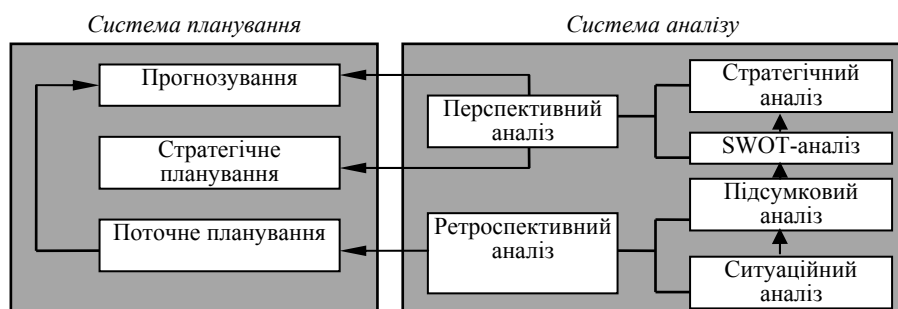 Система планування
Прогнозування
Стратегічне
планування
Поточне планування
Система аналізу
Перспективний
аналіз
Ретроспективний
аналіз
Стратегічний
аналіз
SWOT-аналіз
Підсумковий
аналіз
Ситуаційний
аналіз